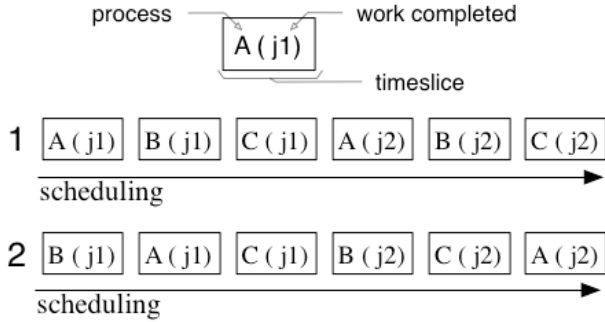 process work completed
A ( j1)
timeslice
1 A ( j1) B ( j1) C ( j1) A ( j2) B ( j2) C ( j2)
scheduling
2 B ( j1) A ( j1) C ( j1) B ( j2) C ( j2) A ( j2)
scheduling